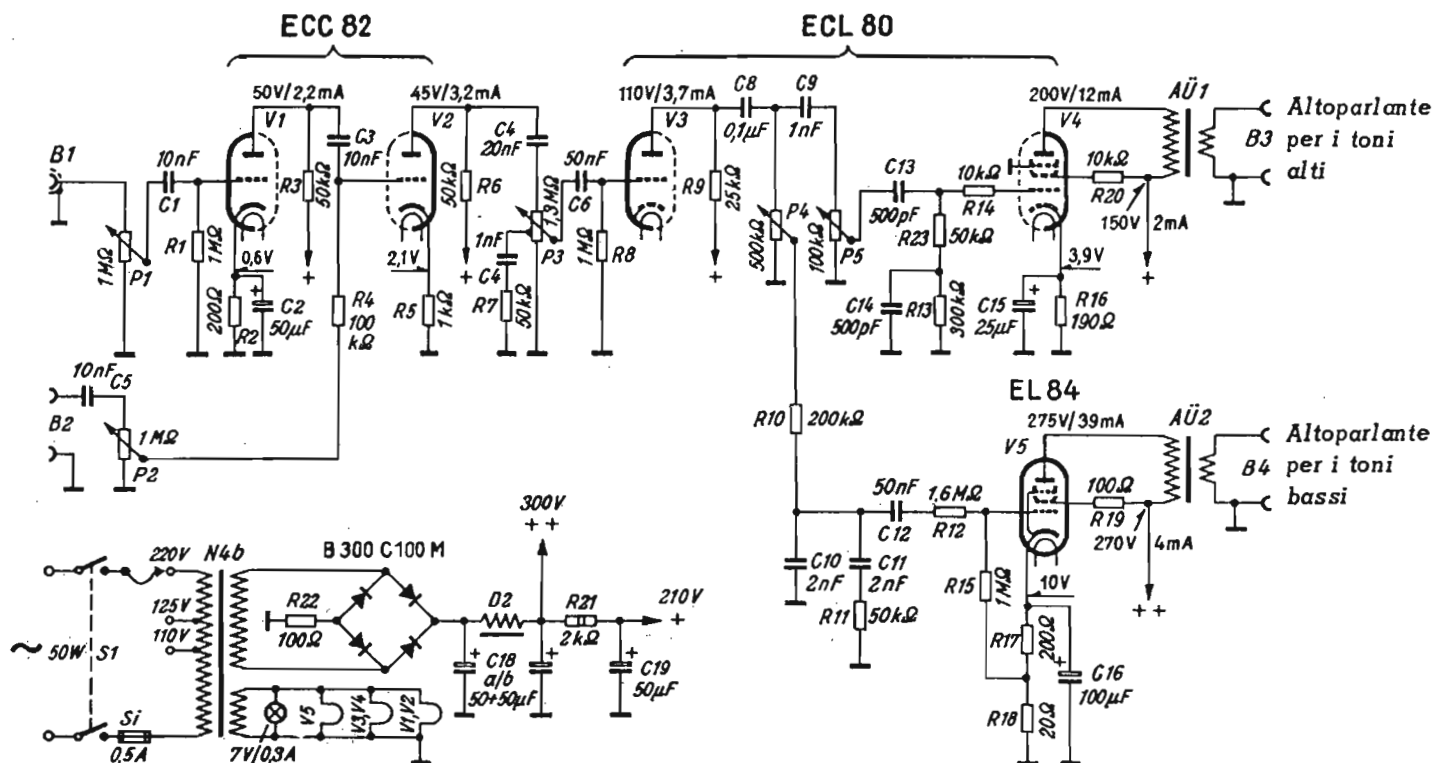 ECC 82
ECL 80
50V/2,2mA
45V/3,2mA
110V/3,7mA
C8
C9
200V/12mA
AÜ1
V1
C3
V2
C4
V3
0,1µF
1nF
V4
Altoparlante
B1
10nF
10nF
20nF
50nF
B3
per i toni
C1
R3
50kΩ
50kΩ
R6
1,3MΩ
C6
R9
25kΩ
C13
10kΩ
10kΩ
alti
1MΩ
P1
R1
1MΩ
1nF
P3
1MΩ
R8
P4
500kΩ
100kΩ
P5
500pF
R14
R20
150V
2mA
R23
50kΩ
+
0,6V
+
2,1V
+
C4
+
3,9V
+
200Ω
R2
+
C2
50µF
R4
100
kΩ
R5
1kΩ
R7
50kΩ
C14
500pF
R13
300kΩ
C15
+
25µF
R16
190Ω
10nF
C5
EL 84
B2
1MΩ
P2
R10
200kΩ
275V/39mA
AÜ2
V5
Altoparlante
B4
per i toni
bassi
50nF
1,6MΩ
100Ω
C12
R12
R19
270V
4mA
300V
+ +
N4b
B 300 C 100 M
220V
C10
2nF
C11
2nF
R15
1MΩ
10V
+ +
R22
100Ω
D2
R21
2kΩ
210V
+
125V
110V
R11
50kΩ
R17
200Ω
~ 50W
S1
+
C18
a/b
50+50µF
+
+
C19
50µF
+
C16
100µF
R18
20Ω
Si
0,5A
7V/0,3A
V5
V3,V4
V1,V2